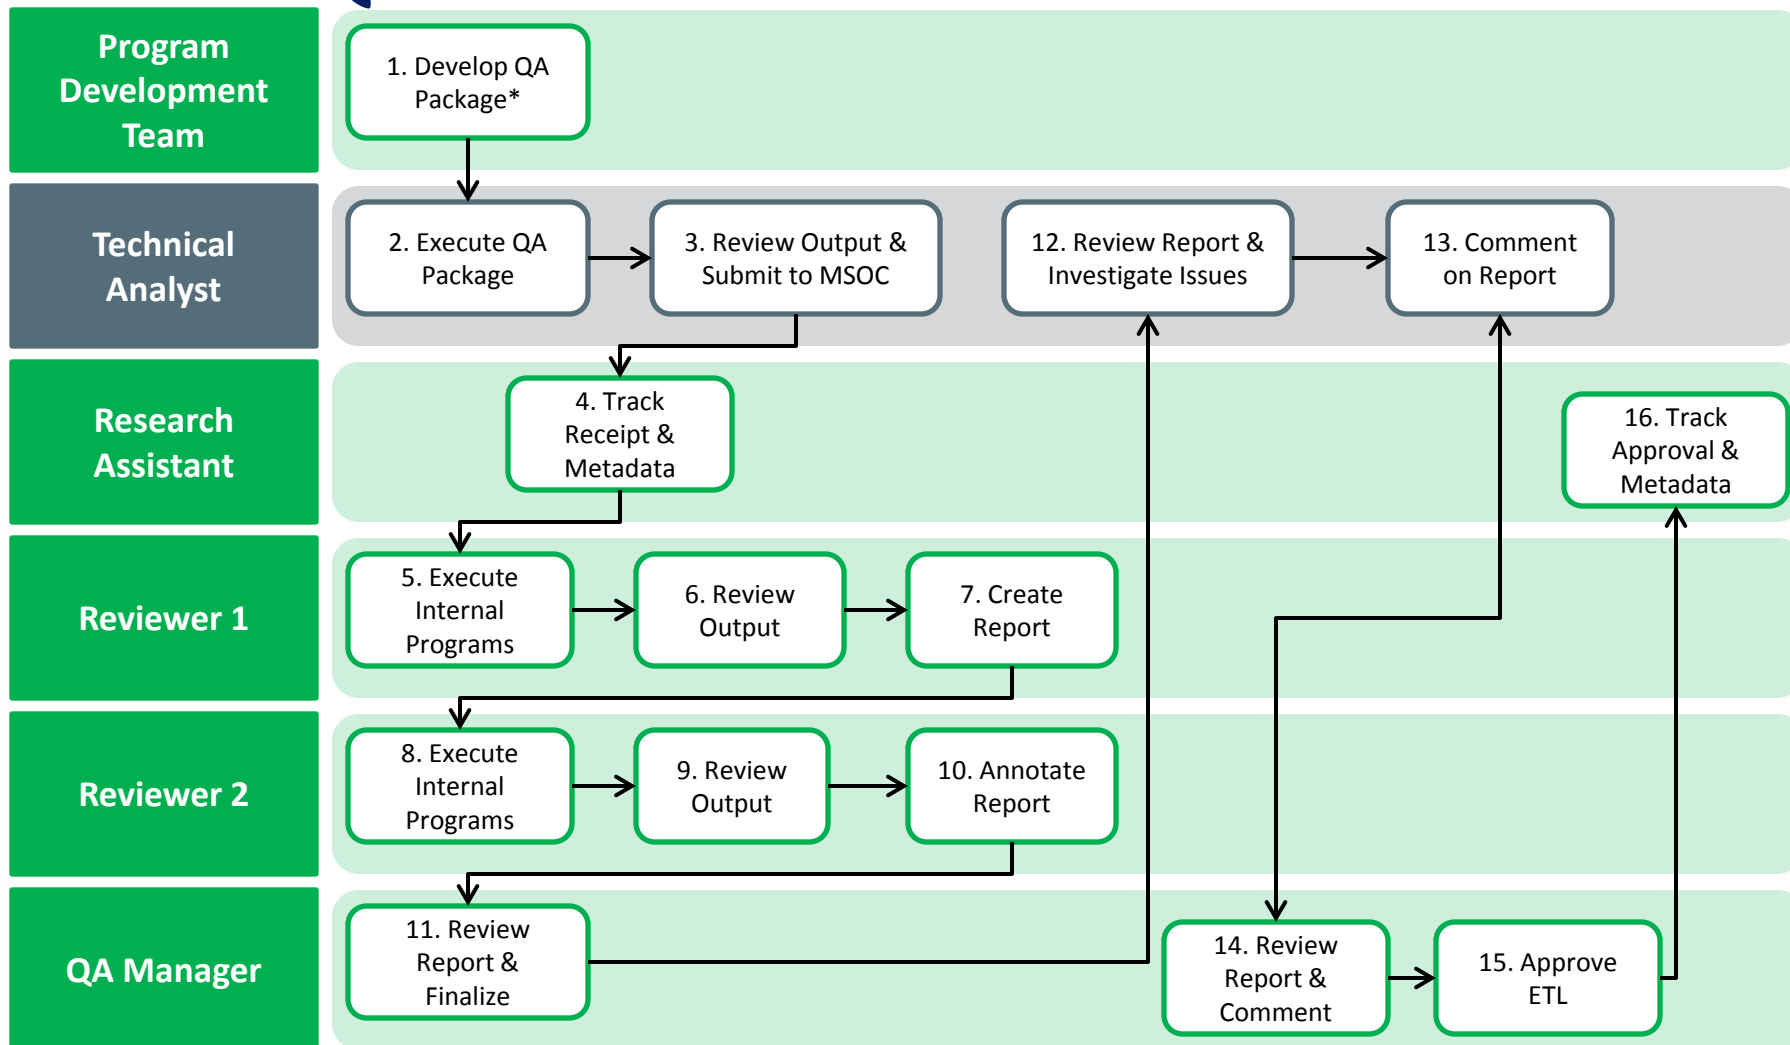 Program
Development
Team
1. Develop QA
Package*
Technical
Analyst
2. Execute QA
Package
3. Review Output &
Submit to MSOC
12. Review Report &
Investigate Issues
13. Comment
on Report
Research
Assistant
4. Track
Receipt &
Metadata
16. Track
Approval &
Metadata
Reviewer 1
5. Execute
Internal
Programs
6. Review
Output
7. Create
Report
Reviewer 2
8. Execute
Internal
Programs
9. Review
Output
10. Annotate
Report
QA Manager
11. Review
Report &
Finalize
14. Review
Report &
Comment
15. Approve
ETL